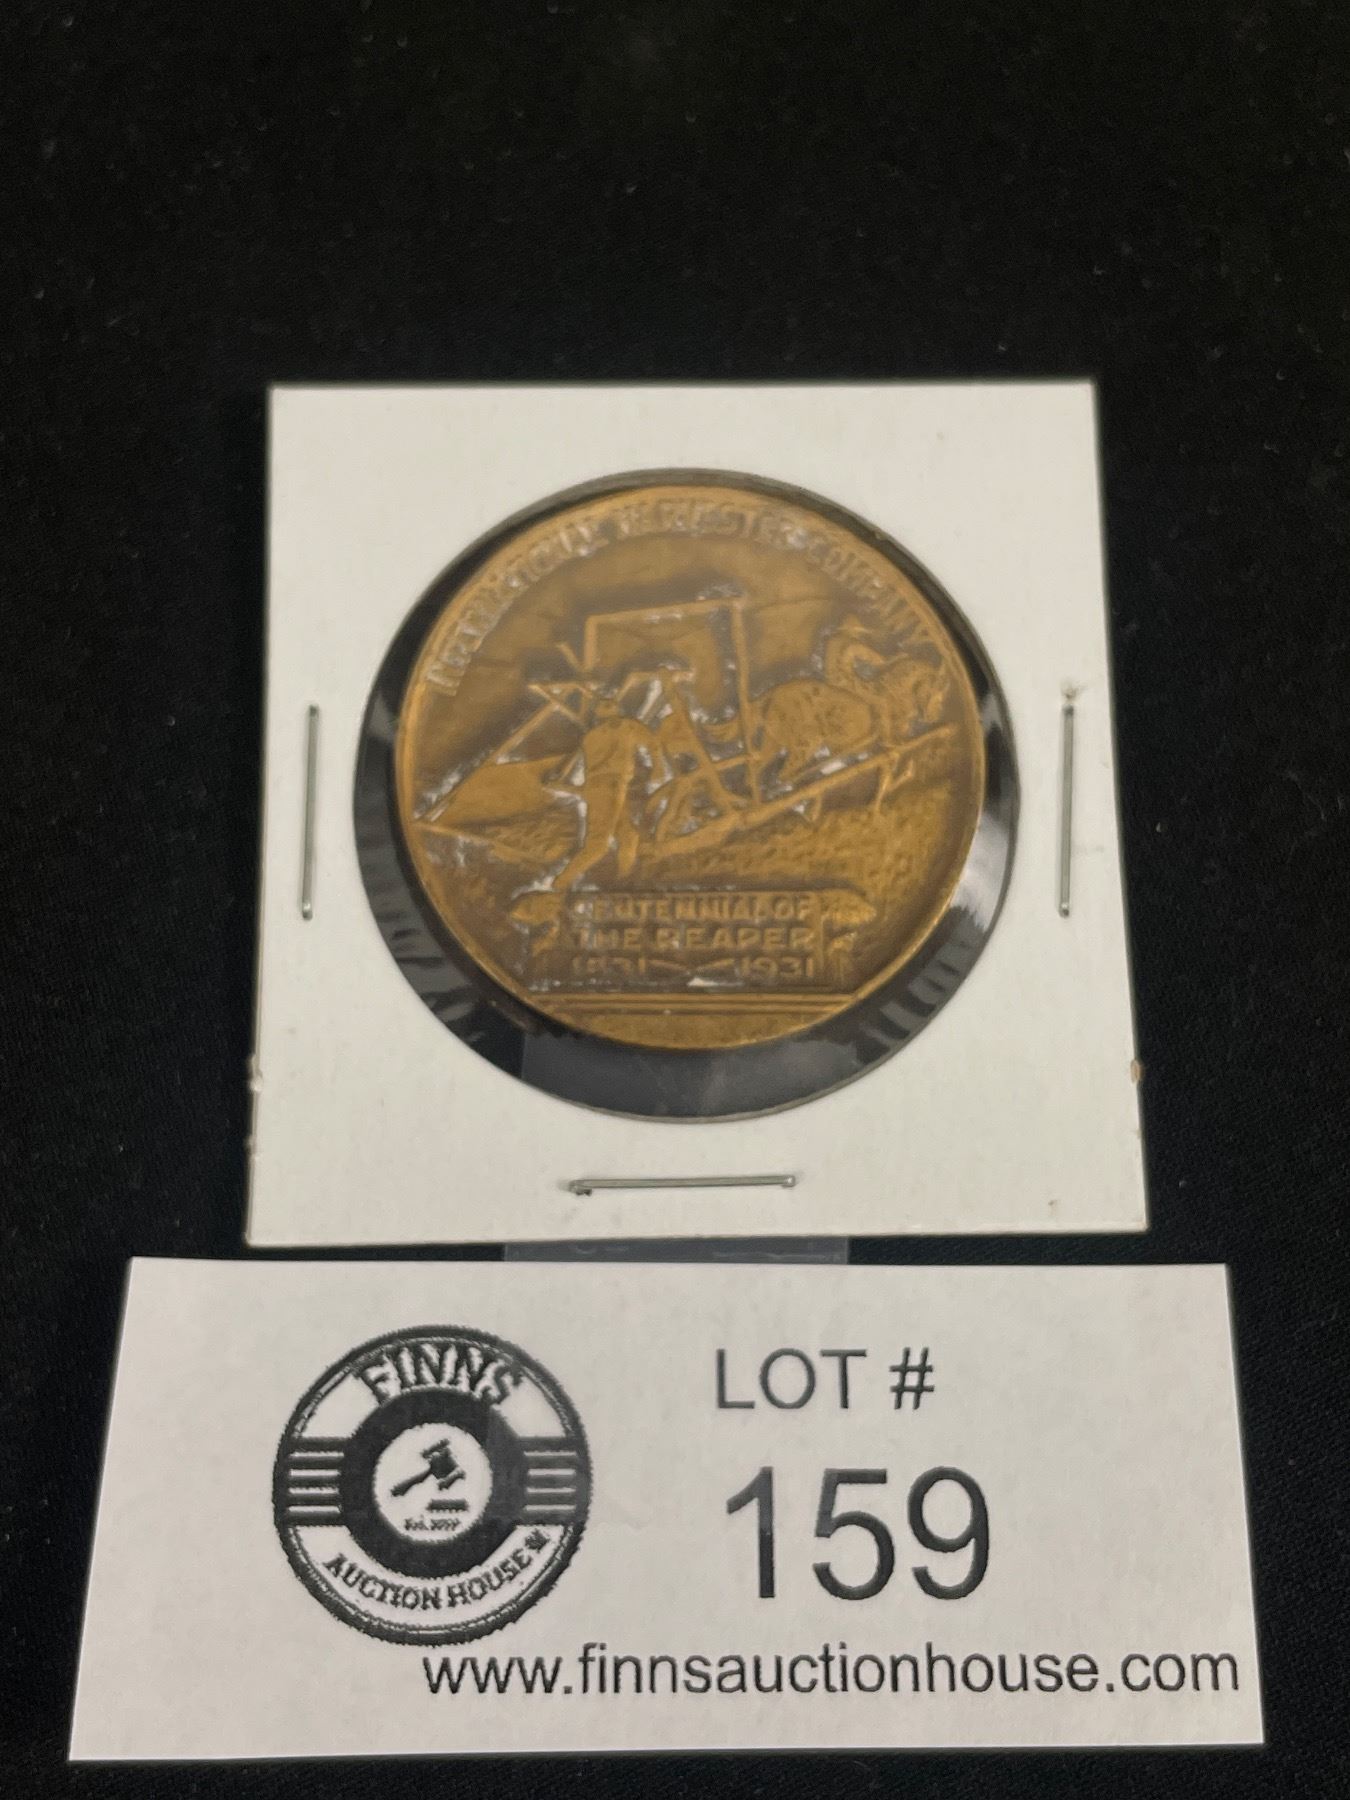 INTERNATIONAL HARVESTER COMPANY
CENTENNIAL OF
THE REAPER
1831 1931
FINNS
AUCTION HOUSE
LOT #
159
www.finnsauctionhouse.com